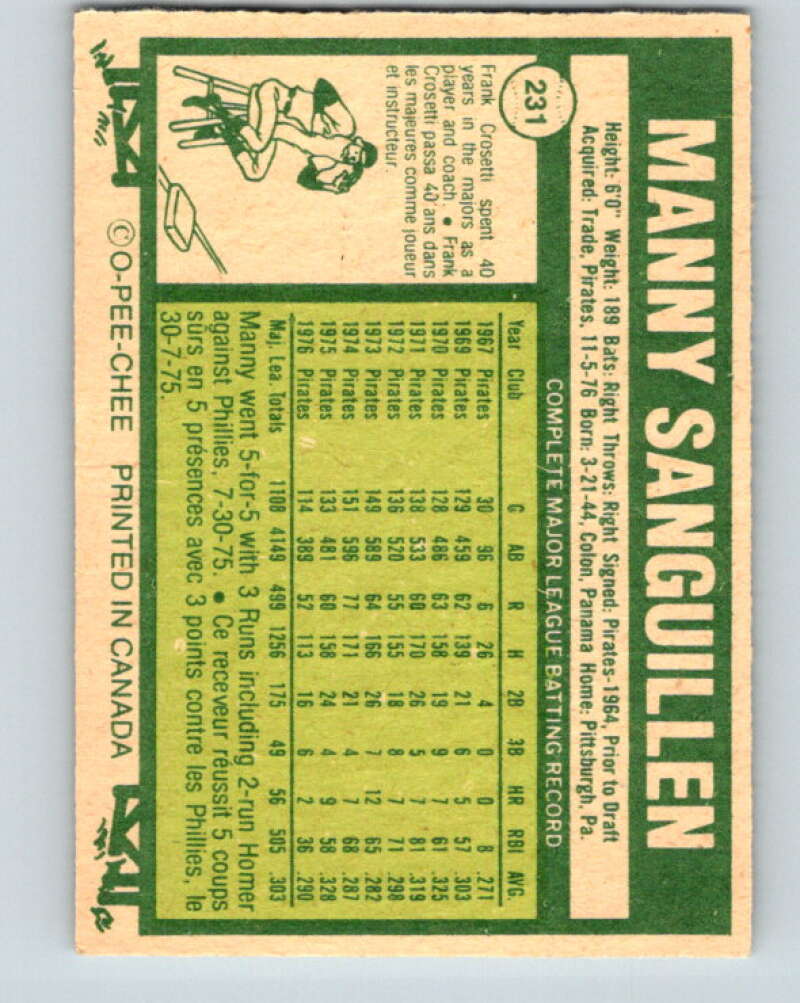 MANNY SANGUILLEN
Height: 6'0" Weight: 189 Bats: Right Throws: Right Signed: Pirates-1964, Prior to Draft
Acquired: Trade, Pirates, 11-5-76 Born: 3-21-44, Colon, Panama Home: Pittsburgh, Pa.
231
Frank Crosetti spent 40
years in the majors as a
player and coach. • Frank
Crosetti passa 40 ans dans
les majeures comme joueur
et instructeur.
COMPLETE MAJOR LEAGUE BATTING RECORD
Year Club G AB R H 2B 3B HR RBI AVG.
1967 Pirates 30 96 6 26 4 0 0 8 .271
1969 Pirates 129 459 62 139 21 6 5 57 .303
1970 Pirates 128 486 63 158 19 9 7 61 .325
1971 Pirates 138 533 60 170 26 5 7 81 .319
1972 Pirates 136 520 55 155 18 8 7 71 .298
1973 Pirates 149 589 64 166 26 7 12 65 .282
1974 Pirates 151 596 77 171 21 4 7 68 .287
1975 Pirates 133 481 60 158 24 4 9 58 .328
1976 Pirates 114 389 52 113 16 6 2 36 .290
Maj. Lea. Totals 1108 4149 499 1256 175 49 56 505 .303
Manny went 5-for-5 with 3 Runs including 2-run Homer
against Phillies, 7-30-75. • Ce receveur réussit 5 coups
sûrs en 5 présences avec 3 points contre les Phillies, le
30-7-75.
© O-PEE-CHEE PRINTED IN CANADA